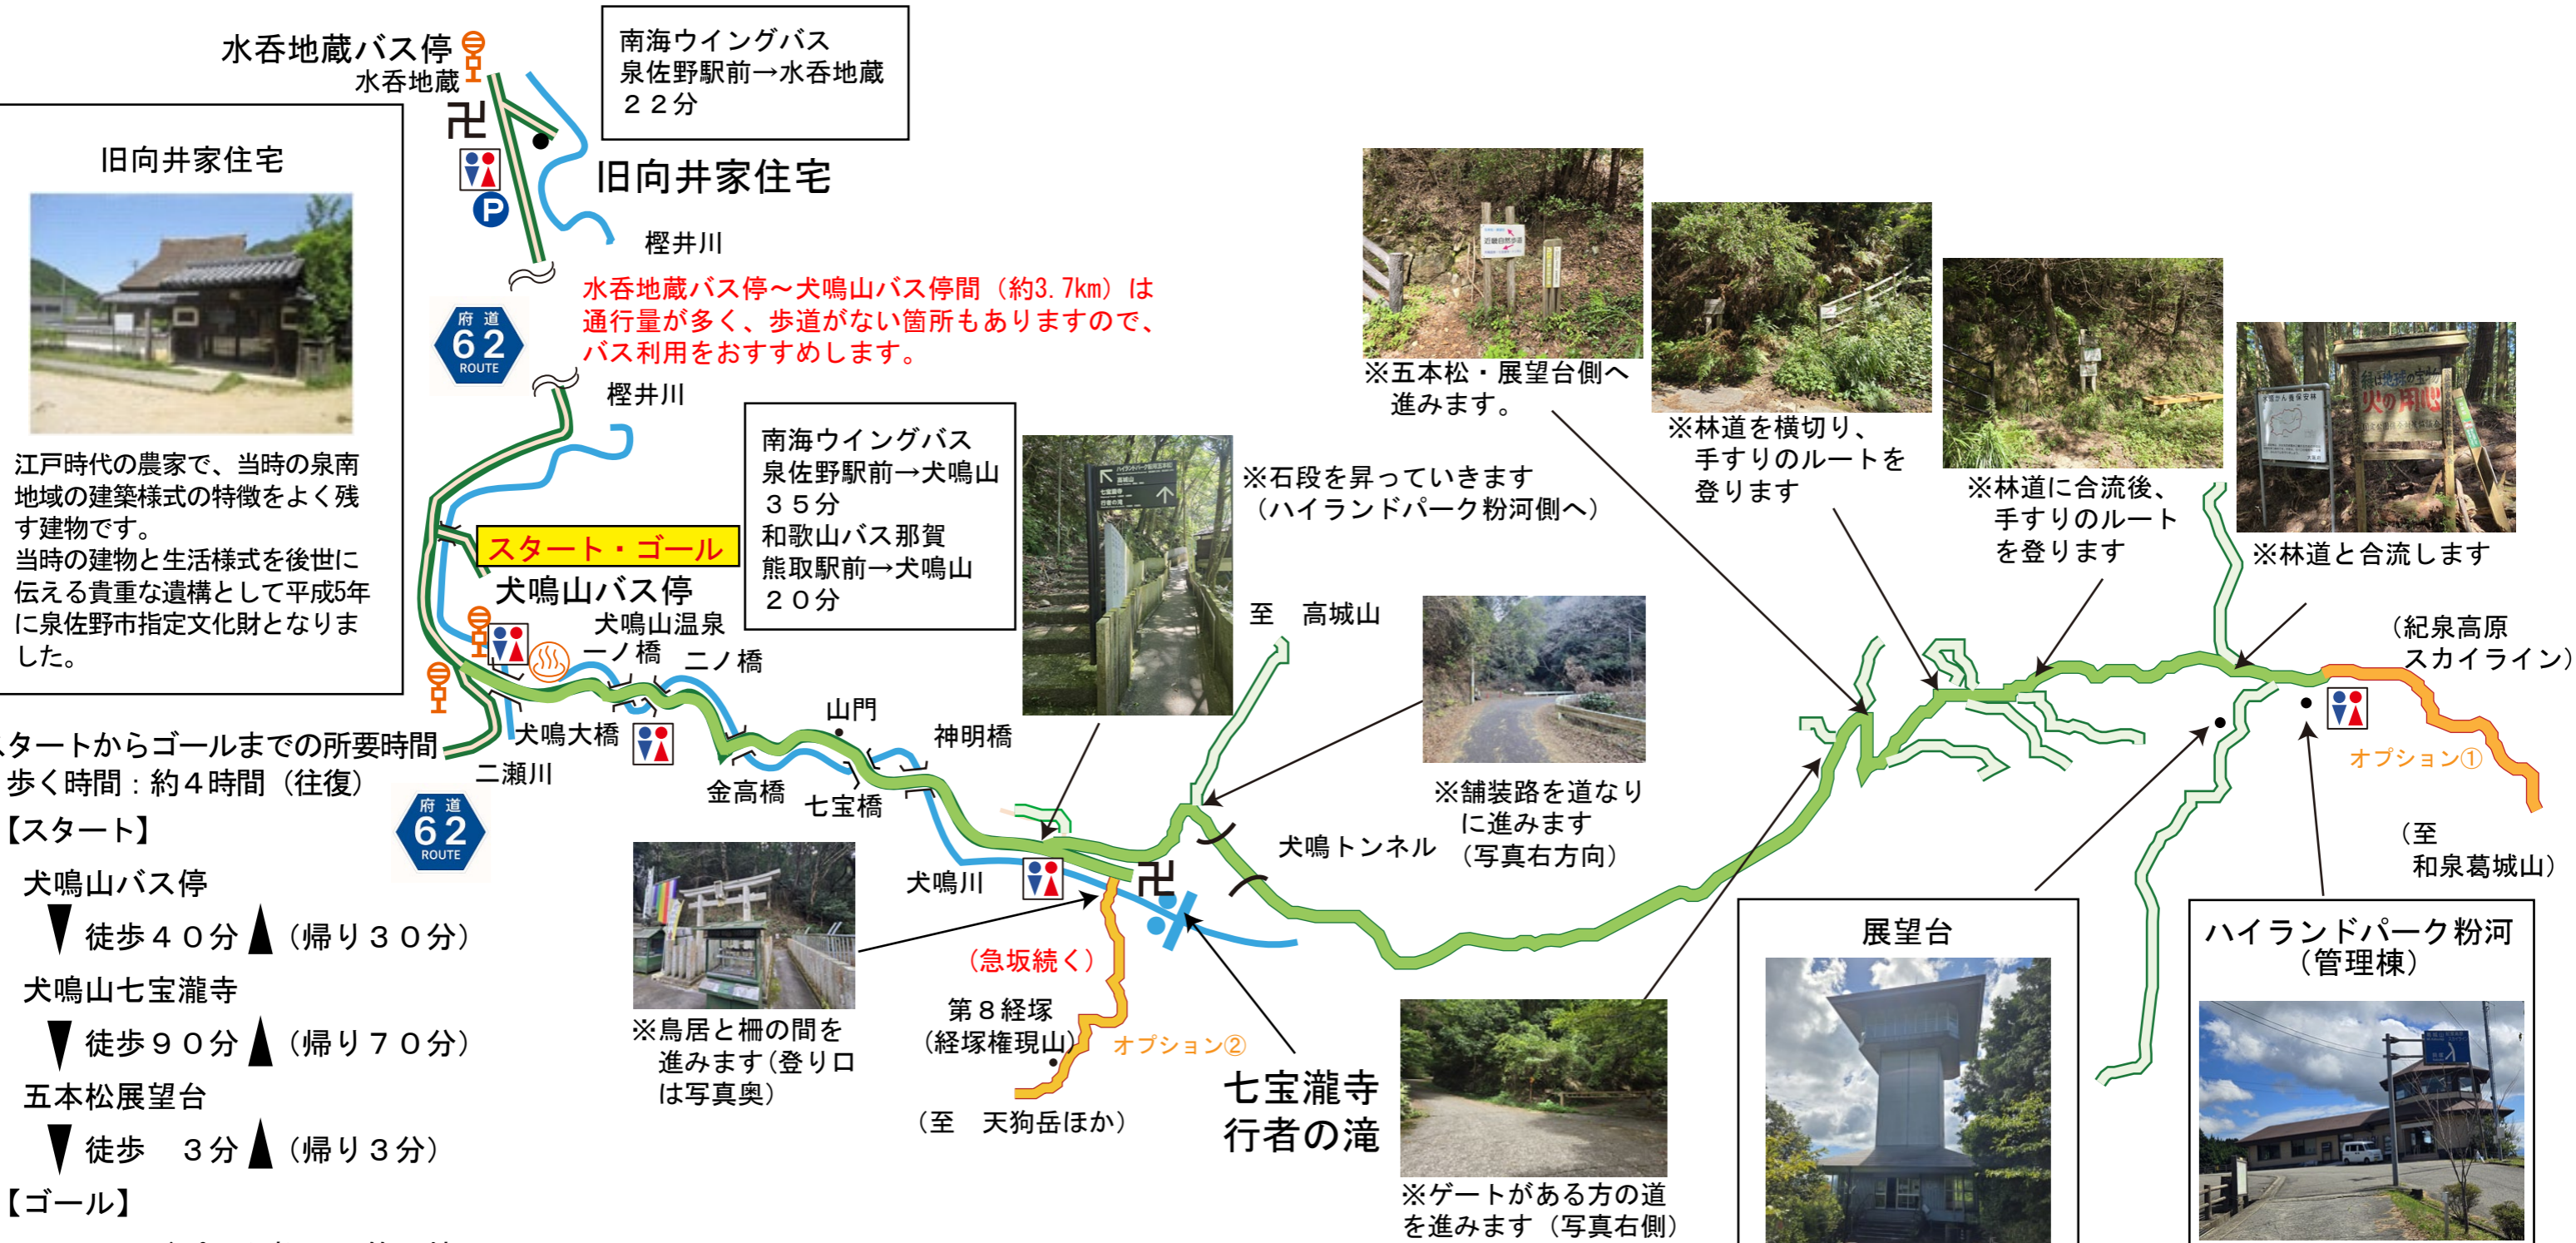 水呑地蔵バス停
水呑地蔵
南海ウイングバス
泉佐野駅前→水呑地蔵
２２分
旧向井家住宅
江戸時代の農家で、当時の泉南
地域の建築様式の特徴をよく残
す建物です。
当時の建物と生活様式を後世に
伝える貴重な遺構として平成5年
に泉佐野市指定文化財となりま
した。
P
旧向井家住宅
樫井川
水呑地蔵バス停～犬鳴山バス停間（約3.7km）は
通行量が多く、歩道がない箇所もありますので、
バス利用をおすすめします。
府道
62
ROUTE
樫井川
南海ウイングバス
泉佐野駅前→犬鳴山
３５分
和歌山バス那賀
熊取駅前→犬鳴山
２０分
スタート・ゴール
犬鳴山バス停
犬鳴山温泉
一ノ橋
二ノ橋
犬鳴大橋
二瀬川
山門
神明橋
金高橋
七宝橋
犬鳴川
スタートからゴールまでの所要時間
歩く時間：約４時間（往復）
府道
62
ROUTE
【スタート】
犬鳴山バス停
徒歩４０分
（帰り３０分）
犬鳴山七宝瀧寺
徒歩９０分
（帰り７０分）
五本松展望台
徒歩　３分
（帰り３分）
【ゴール】
※石段を昇っていきます
（ハイランドパーク粉河側へ）
至　高城山
※舗装路を道なり
に進みます
（写真右方向）
犬鳴トンネル
※鳥居と柵の間を
進みます(登り口
は写真奥）
（急坂続く）
第８経塚
(経塚権現山)
オプション②
（至　天狗岳ほか）
七宝瀧寺
行者の滝
近畿自然歩道
※五本松・展望台側へ
進みます。
※林道を横切り、
手すりのルートを
登ります
※林道に合流後、
手すりのルート
を登ります
緑は地球の宝
火の用心
※林道と合流します
（紀泉高原
スカイライン）
オプション①
（至
和泉葛城山）
※ゲートがある方の道
を進みます（写真右側）
展望台
ハイランドパーク粉河
（管理棟）